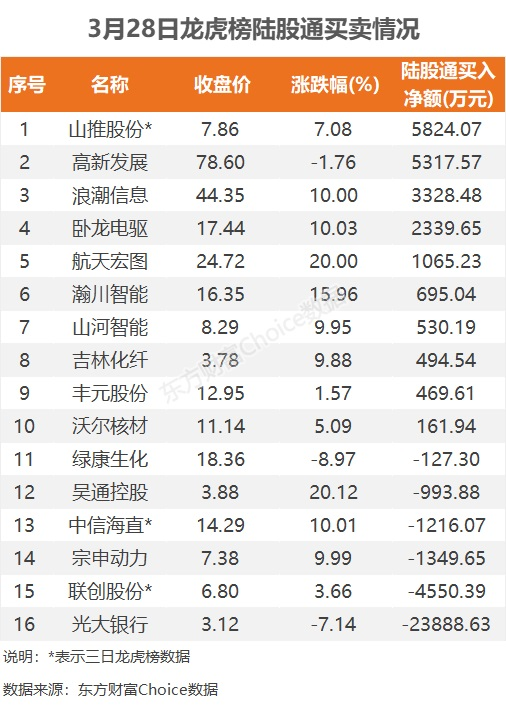 3月28日龙虎榜陆股通买卖情况
序号 名称 收盘价 涨跌幅(%) 陆股通买入
净额(万元)
1 山推股份* 7.86 7.08 5824.07
2 高新发展 78.60 -1.76 5317.57
3 浪潮信息 44.35 10.00 3328.48
4 卧龙电驱 17.44 10.03 2339.65
5 航天宏图 24.72 20.00 1065.23
6 瀚川智能 16.35 15.96 695.04
7 山河智能 8.29 9.95 530.19
8 吉林化纤 3.78 9.88 494.54
9 丰元股份 12.95 1.57 469.61
10 沃尔核材 11.14 5.09 161.94
11 绿康生化 18.36 -8.97 -127.30
12 吴通控股 3.88 20.12 -993.88
13 中信海直* 14.29 10.01 -1216.07
14 宗申动力 7.38 9.99 -1349.65
15 联创股份* 6.80 3.66 -4550.39
16 光大银行 3.12 -7.14 -23888.63
东方财富Choice数据
说明：*表示三日龙虎榜数据
数据来源：东方财富Choice数据